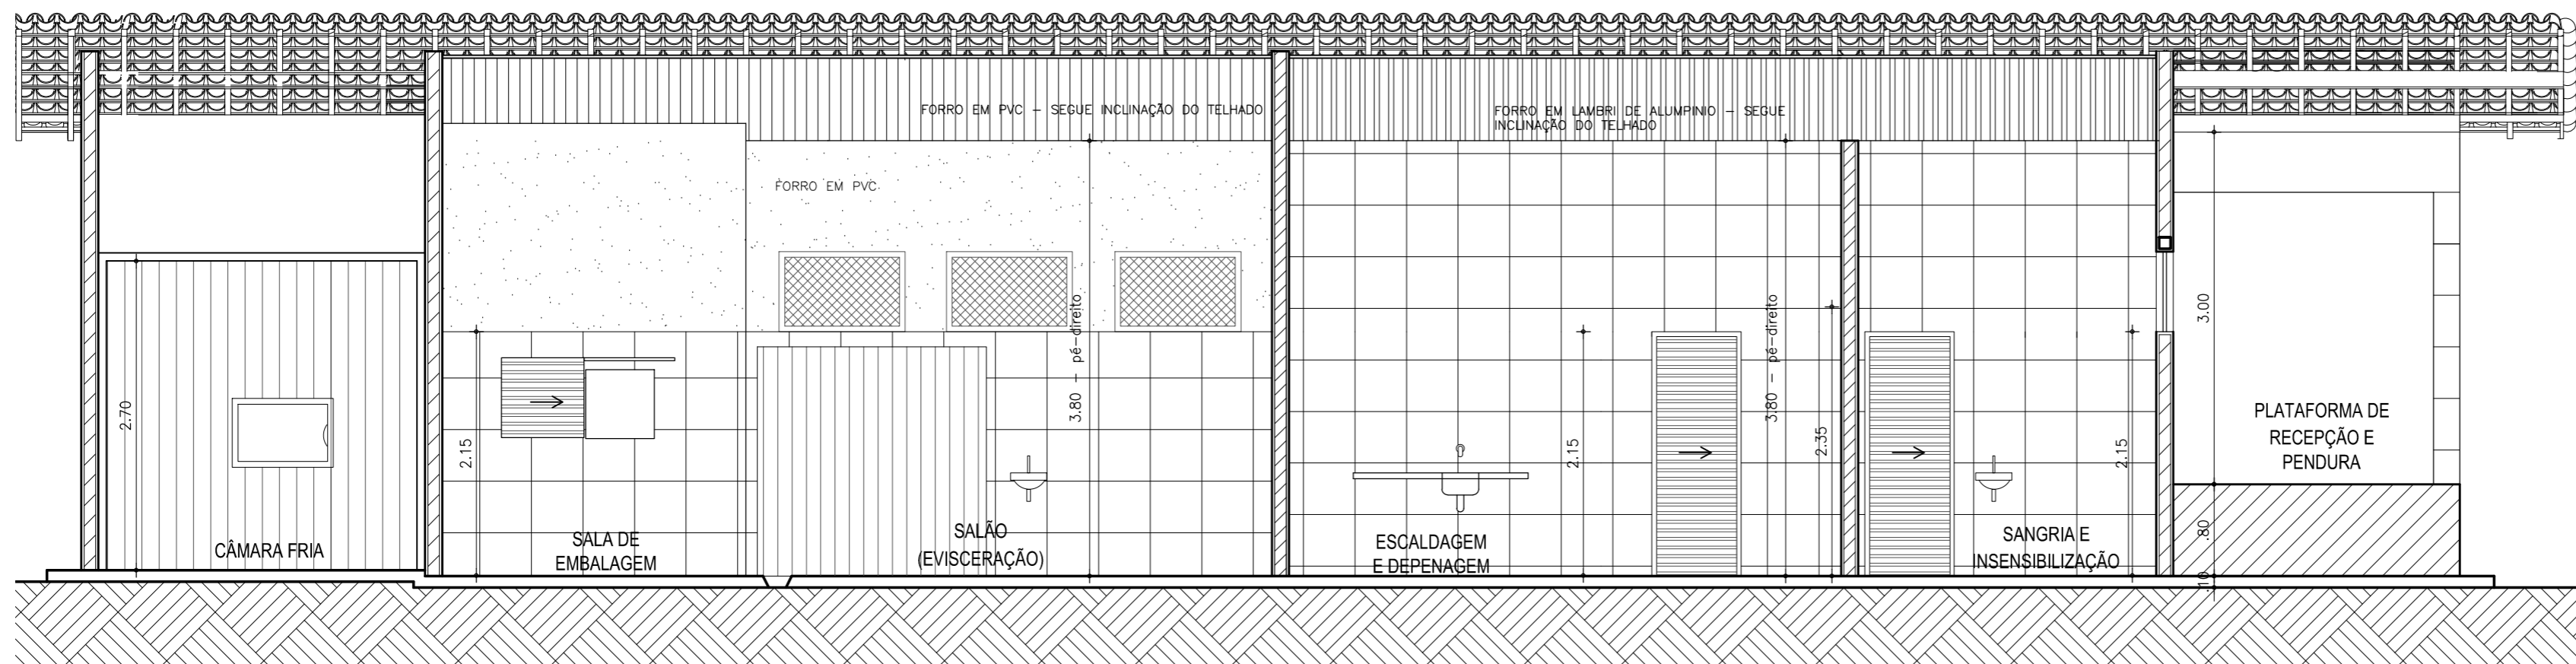 FORRO EM PVC – SEGUE INCLINAÇÃO DO TELHADO
FORRO EM LAMBRI DE ALUMPINIO – SEGUE
INCLINAÇÃO DO TELHADO
FORRO EM PVC
2.70
2.15
3.80 – pé-direito
2.15
3.80 – pé-direito
2.35
2.15
3.00
.80
.10
CÂMARA FRIA
SALA DE
EMBALAGEM
SALÃO
(EVISCERAÇÃO)
ESCALDAGEM
E DEPENAGEM
SANGRIA E
INSENSIBILIZAÇÃO
PLATAFORMA DE
RECEPÇÃO E
PENDURA